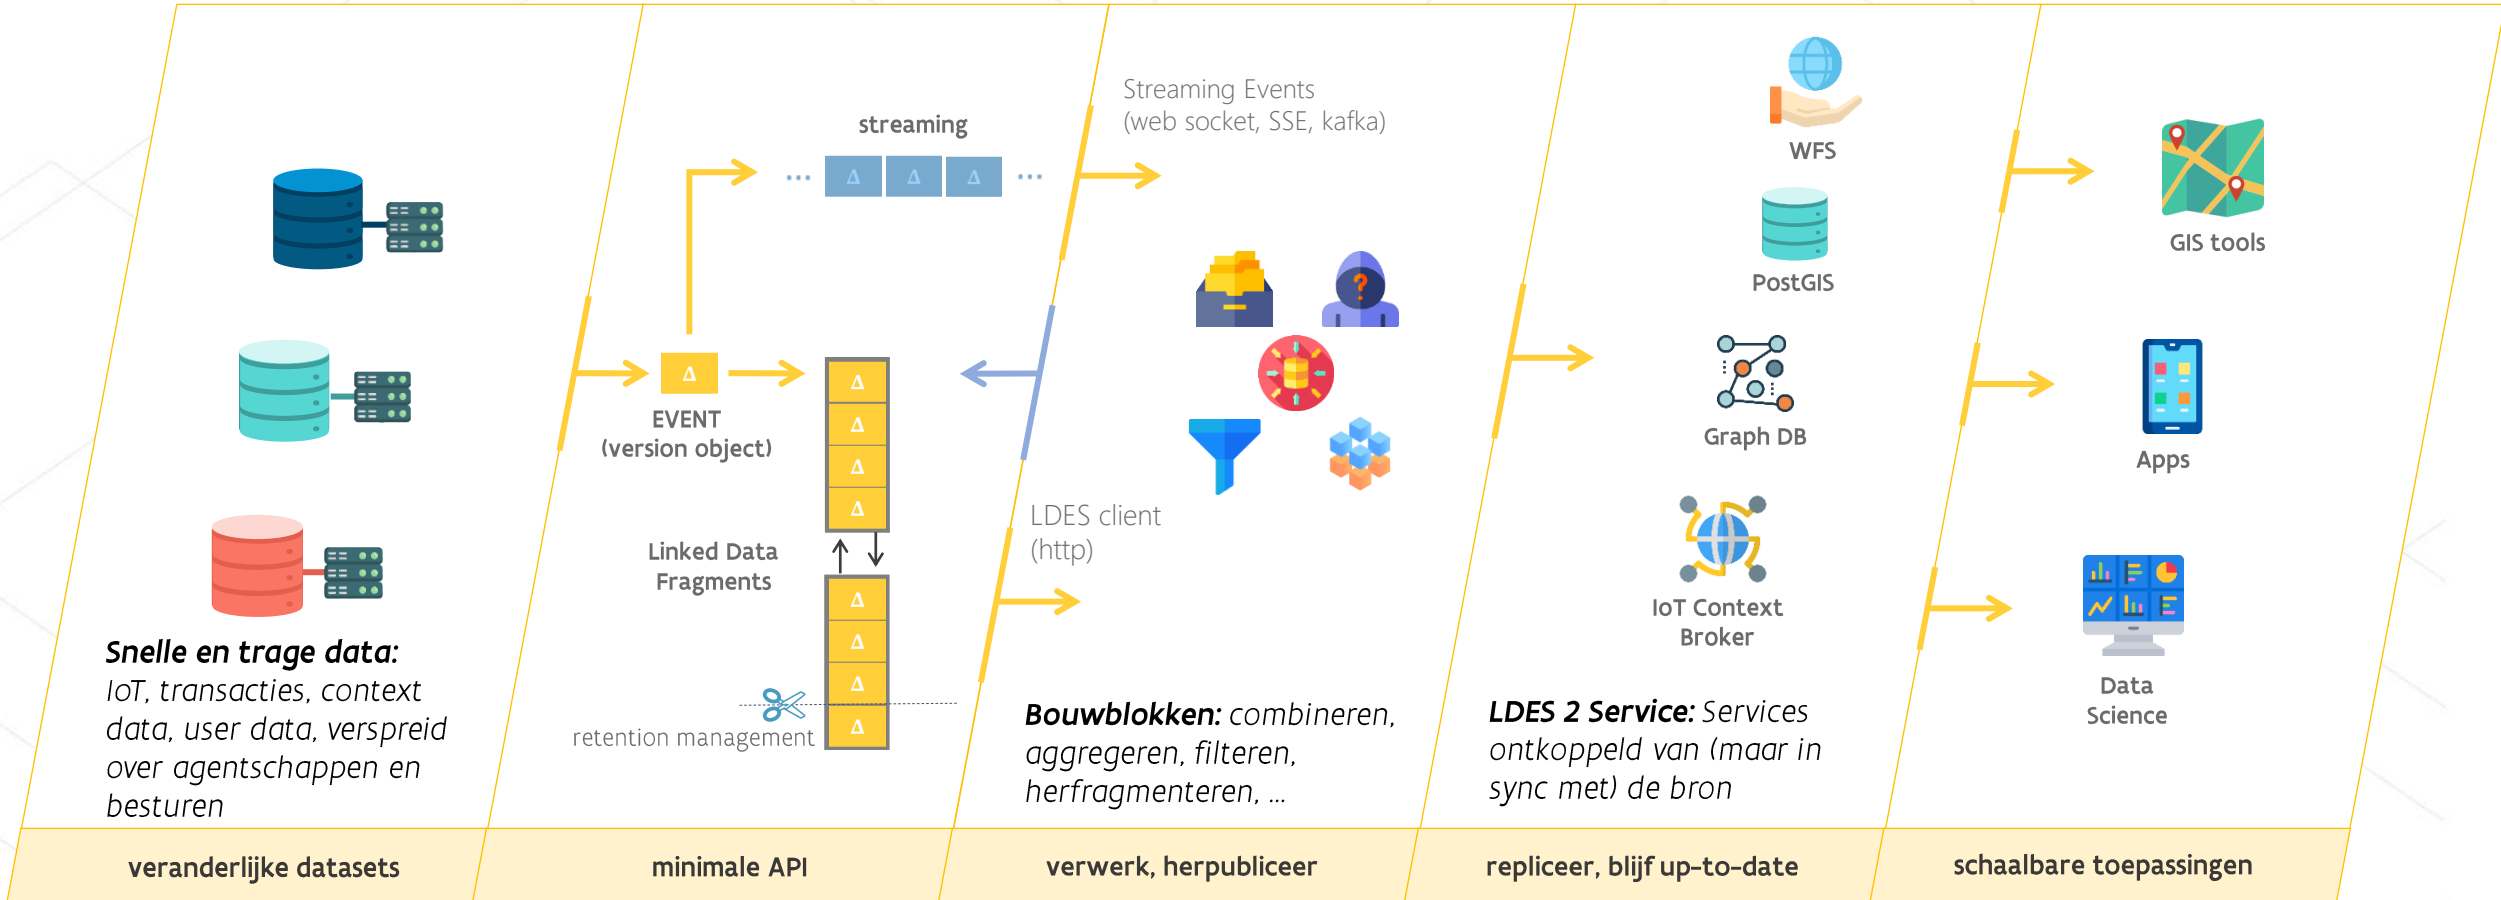 Snelle en trage data:
IoT, transacties, context
data, user data, verspreid
over agentschappen en
besturen
veranderlijke datasets
streaming
... Δ Δ Δ ...
Δ
EVENT
(version object)
Δ
Δ
Δ
Δ
Linked Data
Fragments
Δ
Δ
Δ
Δ
retention management
minimale API
Streaming Events
(web socket, SSE, kafka)
?
LDES client
(http)
Bouwblokken: combineren,
aggregeren, filteren,
herfragmenteren, ...
verwerk, herpubliceer
WFS
PostGIS
Graph DB
IoT Context
Broker
LDES 2 Service: Services
ontkoppeld van (maar in
sync met) de bron
repliceer, blijf up-to-date
GIS tools
Apps
Data
Science
schaalbare toepassingen